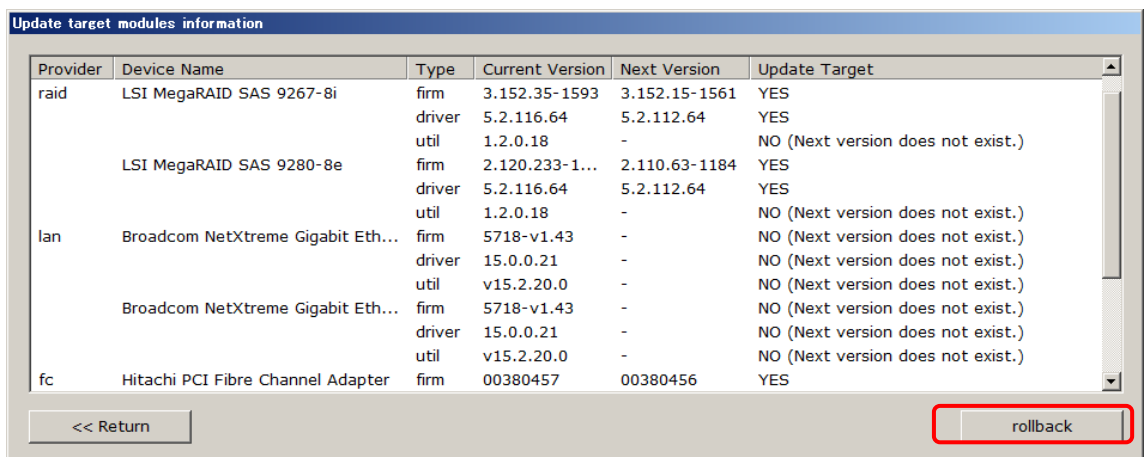 Update target modules information
Provider Device Name Type Current Version Next Version Update Target
raid LSI MegaRAID SAS 9267-8i firm 3.152.35-1593 3.152.15-1561 YES
driver 5.2.116.64 5.2.112.64 YES
util 1.2.0.18 - NO (Next version does not exist.)
LSI MegaRAID SAS 9280-8e firm 2.120.233-1... 2.110.63-1184 YES
driver 5.2.116.64 5.2.112.64 YES
util 1.2.0.18 - NO (Next version does not exist.)
lan Broadcom NetXtreme Gigabit Eth... firm 5718-v1.43 - NO (Next version does not exist.)
driver 15.0.0.21 - NO (Next version does not exist.)
util v15.2.20.0 - NO (Next version does not exist.)
Broadcom NetXtreme Gigabit Eth... firm 5718-v1.43 - NO (Next version does not exist.)
driver 15.0.0.21 - NO (Next version does not exist.)
util v15.2.20.0 - NO (Next version does not exist.)
fc Hitachi PCI Fibre Channel Adapter firm 00380457 00380456 YES
<< Return rollback